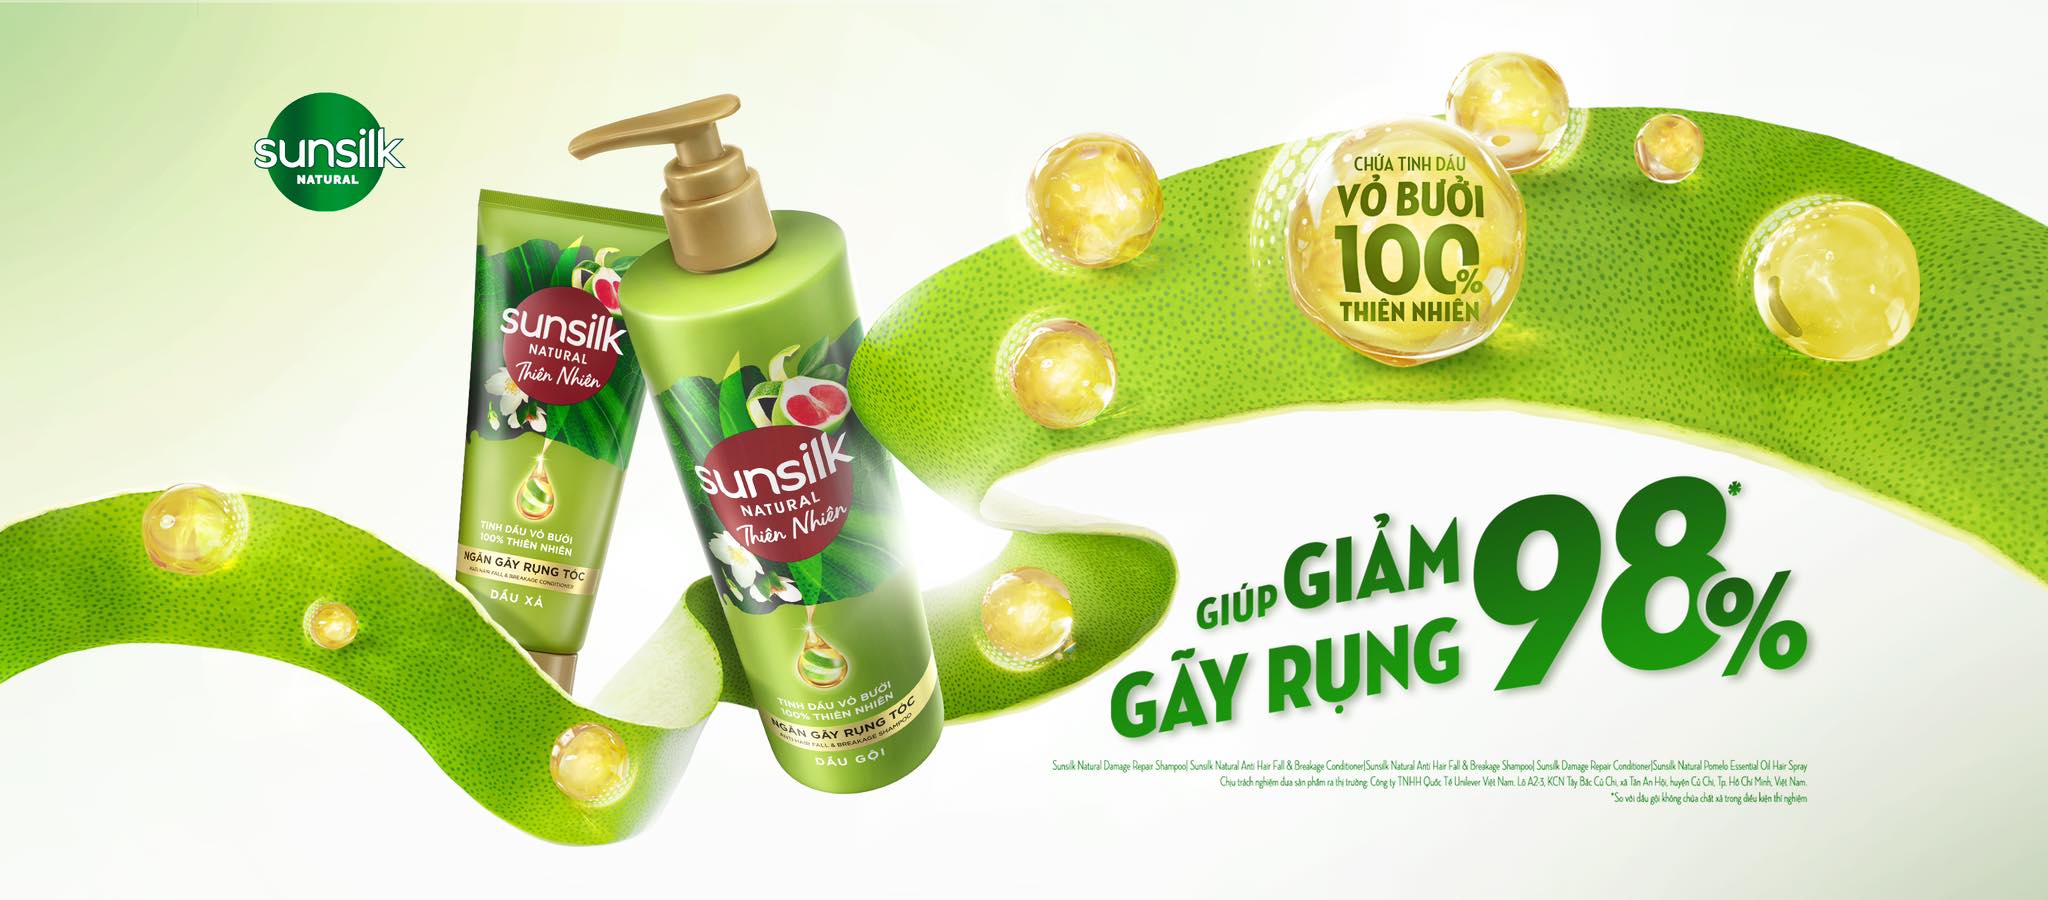 sunsilk
NATURAL
sunsilk
NATURAL
Thiên Nhiên
TINH DẦU VỎ BƯỞI
100% THIÊN NHIÊN
NGĂN GÃY RỤNG TÓC
ANTI HAIR FALL & BREAKAGE CONDITIONER
DẦU XẢ
sunsilk
NATURAL
Thiên Nhiên
TINH DẦU VỎ BƯỞI
100% THIÊN NHIÊN
NGĂN GÃY RỤNG TÓC
ANTI HAIR FALL & BREAKAGE SHAMPOO
DẦU GỘI
CHỨA TINH DẦU
VỎ BƯỞI
100%
THIÊN NHIÊN
GIÚP GIẢM
GÃY RỤNG 98%*
Sunsilk Natural Damage Repair Shampoo| Sunsilk Natural Anti Hair Fall & Breakage Conditioner|Sunsilk Natural Anti Hair Fall & Breakage Shampoo| Sunsilk Damage Repair Conditioner|Sunsilk Natural Pomelo Essential Oil Hair Spray
Chịu trách nghiệm đưa sản phẩm ra thị trường: Công ty TNHH Quốc Tế Unilever Việt Nam. Lô A2-3, KCN Tây Bắc Củ Chi, xã Tân An Hội, huyện Củ Chi, Tp. Hồ Chí Minh, Việt Nam.
*So với dầu gội không chứa chất xả trong điều kiện thí nghiệm